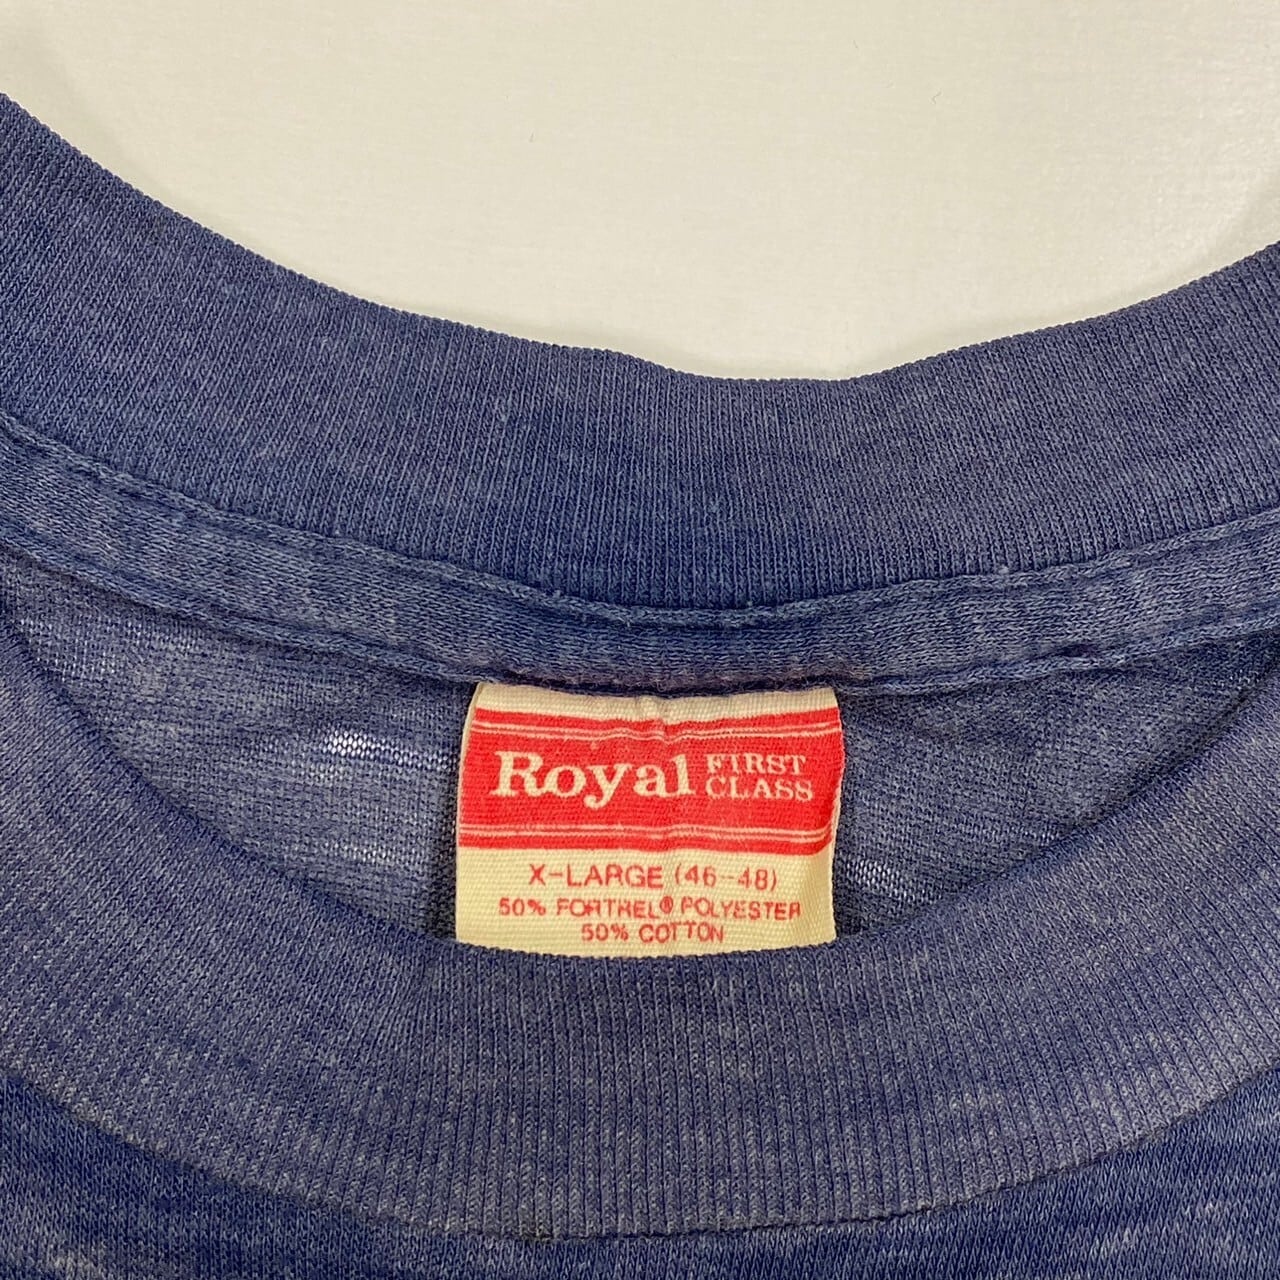 Royal FIRST CLASS
X-LARGE (46-48)
50% FORTREL® POLYESTER
50% COTTON